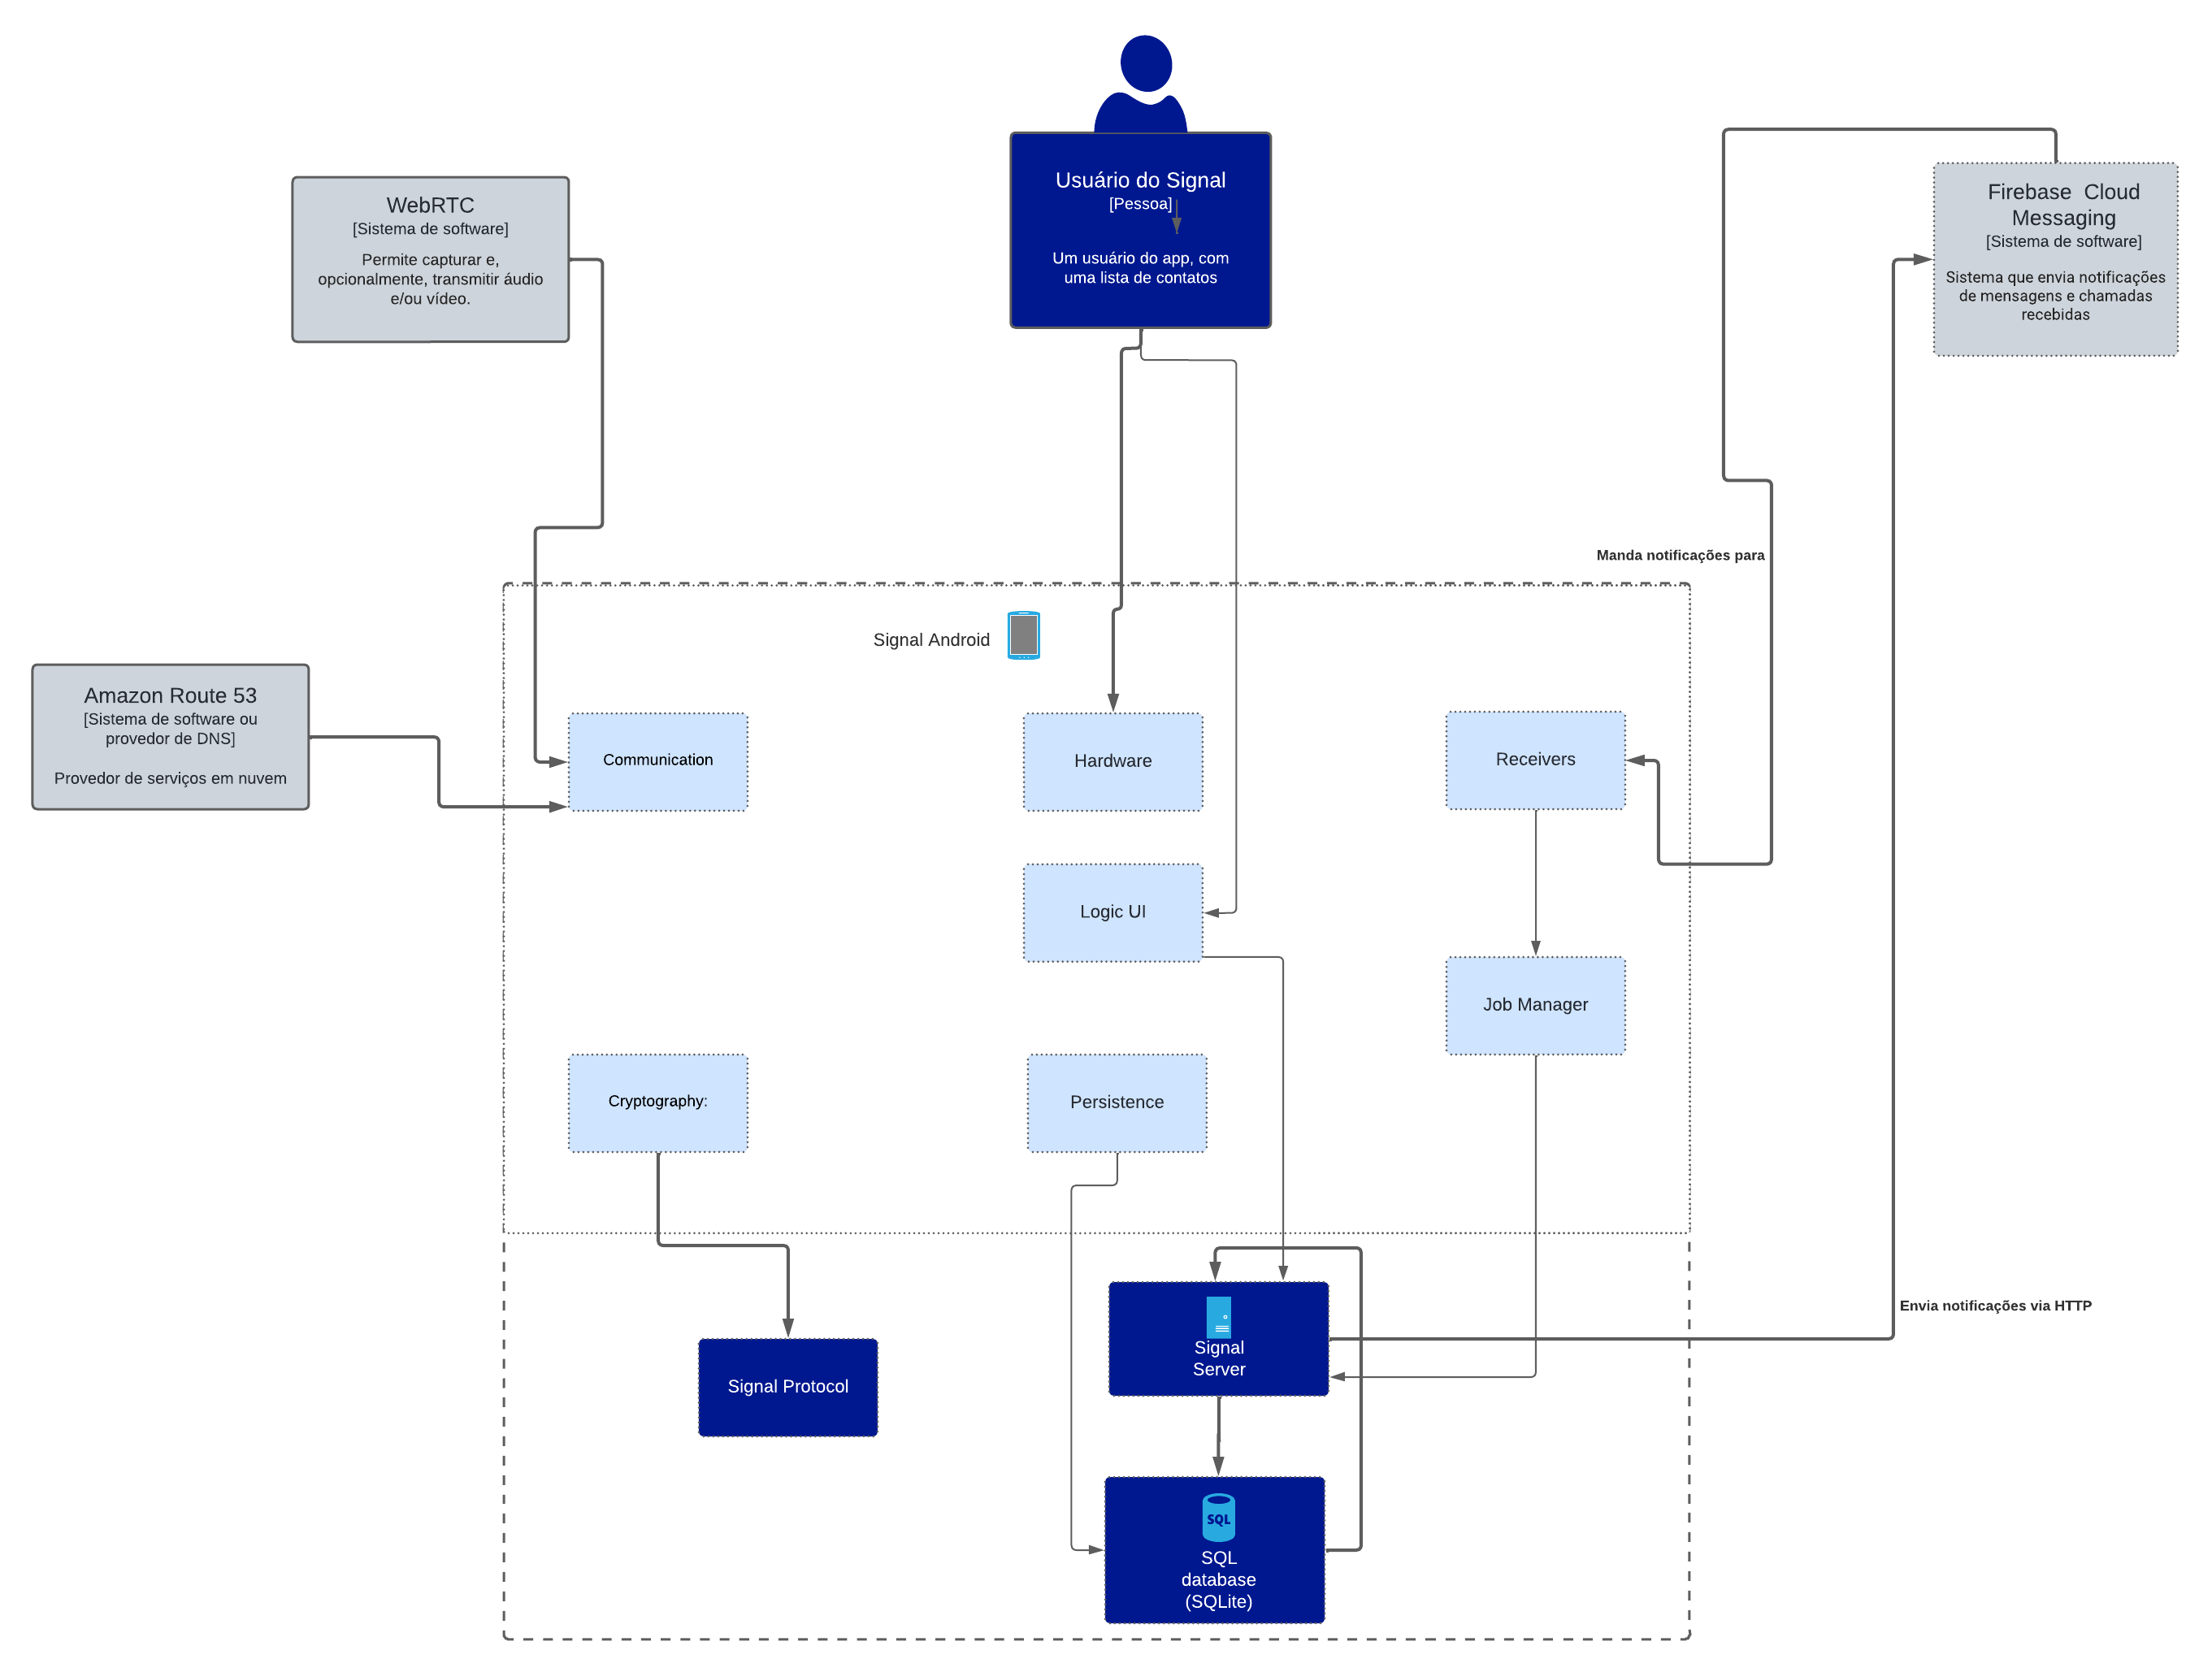 Usuário do Signal
[Pessoa]
Um usuário do app, com
uma lista de contatos
WebRTC
[Sistema de software]
Permite capturar e,
opcionalmente, transmitir áudio
e/ou vídeo.
Firebase  Cloud
Messaging
[Sistema de software]
Sistema que envia notificações
de mensagens e chamadas
recebidas
Manda notificações para
Signal Android
Amazon Route 53
[Sistema de software ou
provedor de DNS]
Provedor de serviços em nuvem
Communication
Hardware
Receivers
Logic UI
Job Manager
Cryptography:
Persistence
Envia notificações via HTTP
Signal
Server
Signal Protocol
SQL
SQL
database
(SQLite)